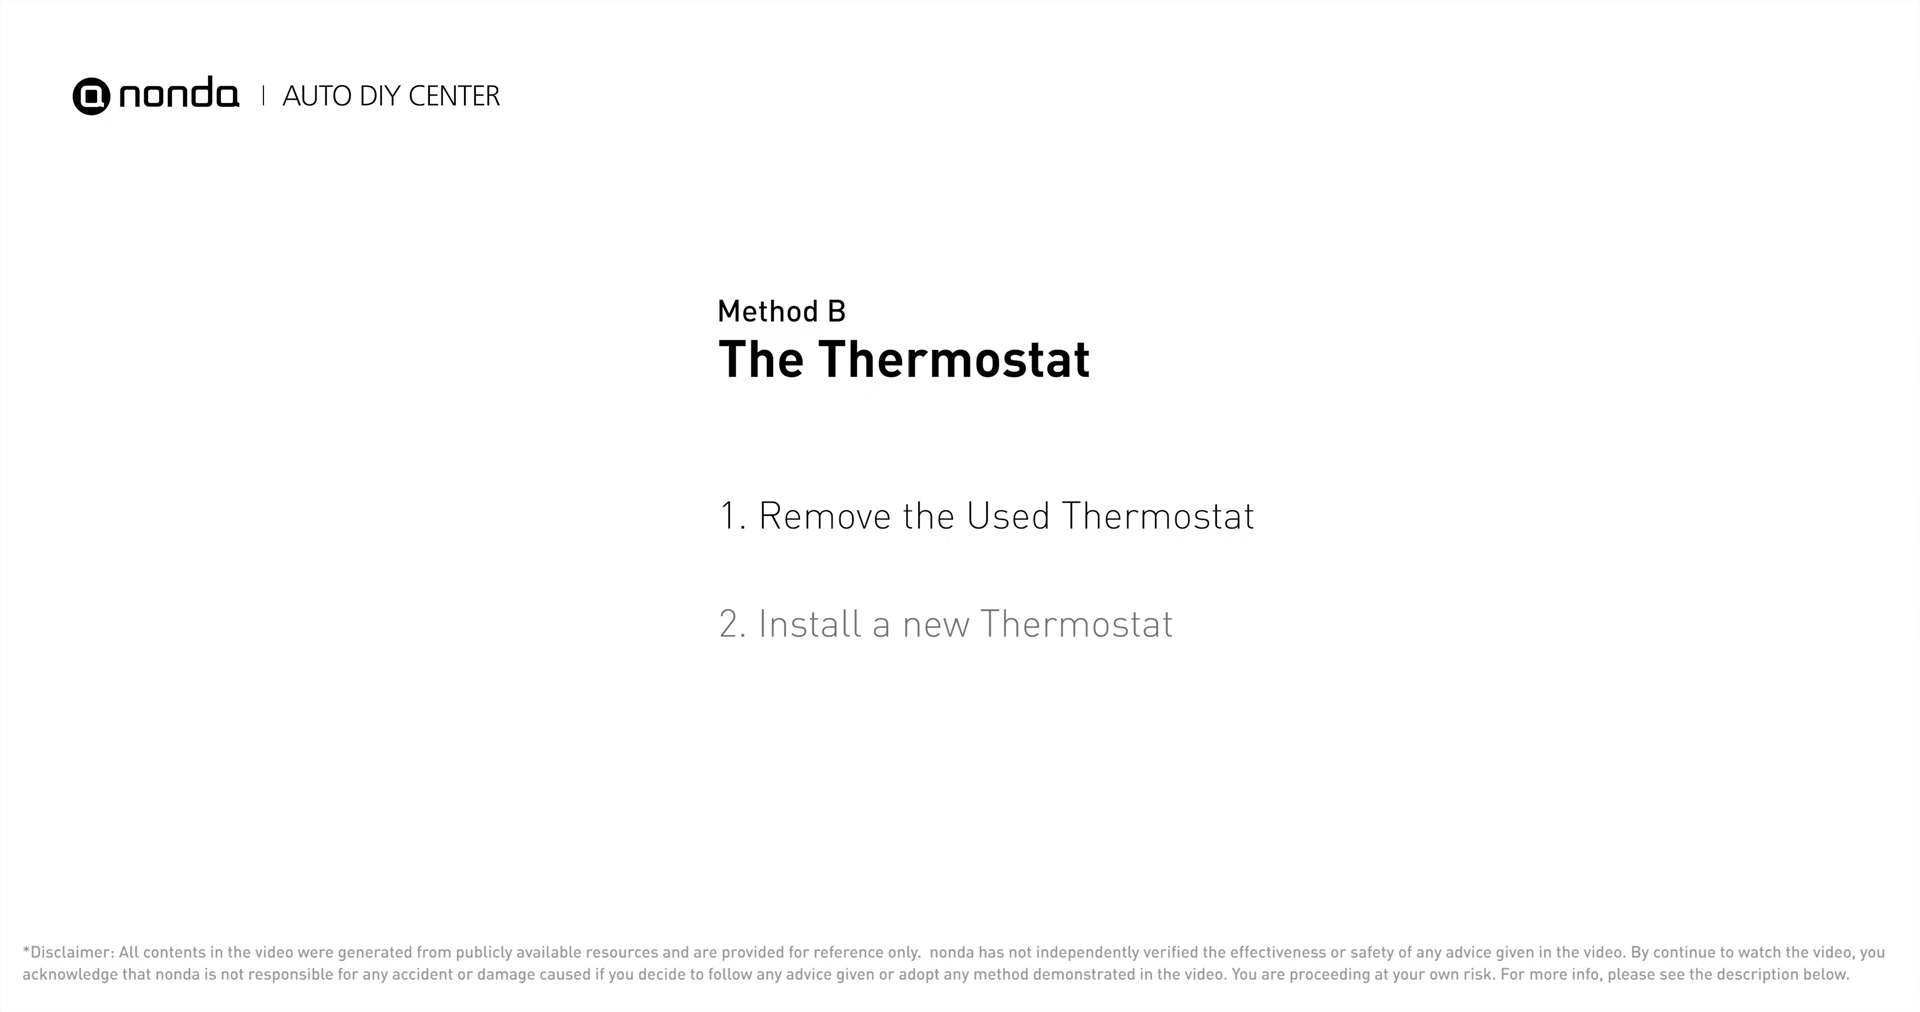 nonda | AUTO DIY CENTER
Method B
The Thermostat
1. Remove the Used Thermostat
2. Install a new Thermostat
*Disclaimer: All contents in the video were generated from publicly available resources and are provided for reference only.  nonda has not independently verified the effectiveness or safety of any advice given in the video. By continue to watch the video, you
acknowledge that nonda is not responsible for any accident or damage caused if you decide to follow any advice given or adopt any method demonstrated in the video. You are proceeding at your own risk. For more info, please see the description below.